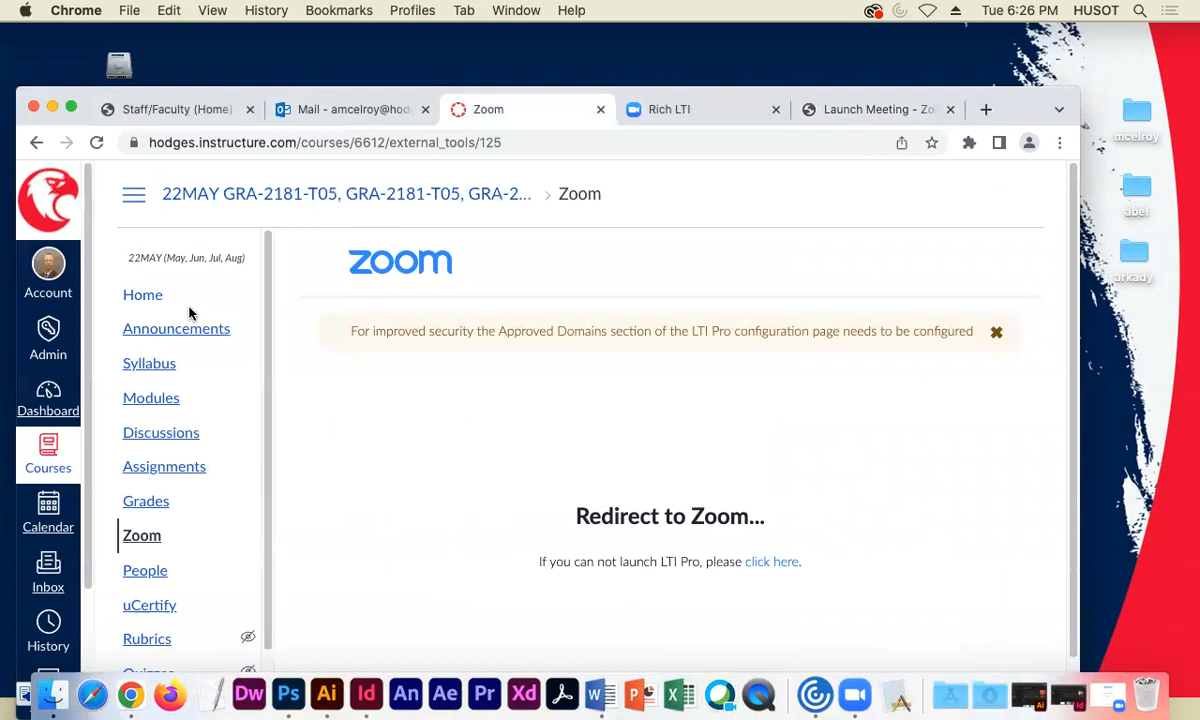 Chrome File Edit View History Bookmarks Profiles Tab Window Help Tue 6:26 PM HUSOT
Staff/Faculty (Home) Mail - amcelroy@hod Zoom Rich LTI Launch Meeting - Zo
hodges.instructure.com/courses/6612/external_tools/125
mcelroy
abel
arkady
22MAY GRA-2181-T05, GRA-2181-T05, GRA-2... > Zoom
Account
Admin
Dashboard
Courses
Calendar
Inbox
History
22MAY (May, Jun, Jul, Aug)
Home
Announcements
Syllabus
Modules
Discussions
Assignments
Grades
Zoom
People
uCertify
Rubrics
Quizzes
zoom
For improved security the Approved Domains section of the LTI Pro configuration page needs to be configured
Redirect to Zoom...
If you can not launch LTI Pro, please click here.
Dw Ps Ai Id An Ae Pr Xd W P X
Ai Id